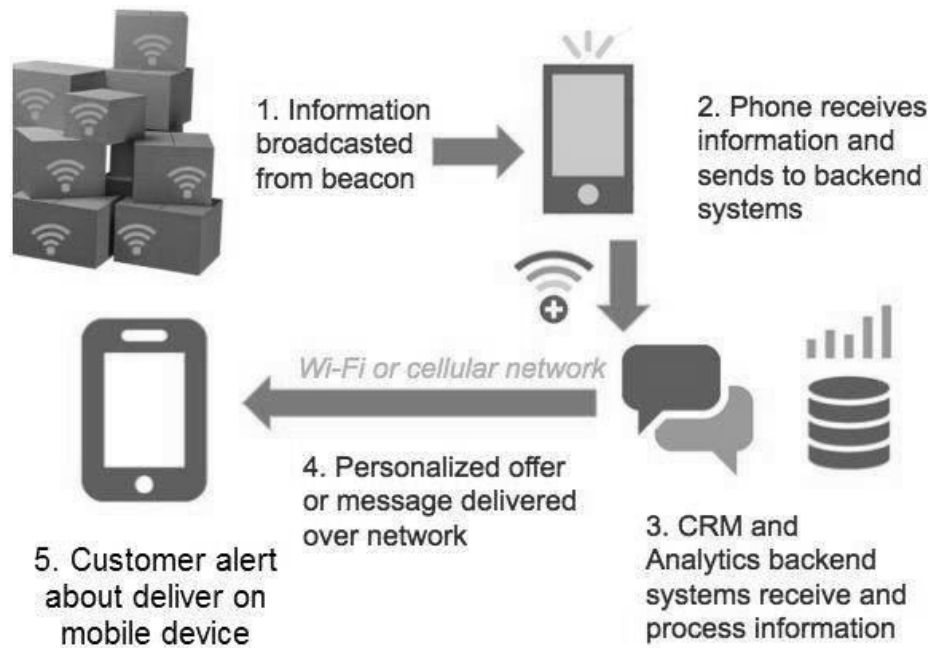 1. Information
broadcasted
from beacon
2. Phone receives
information and
sends to backend
systems
Wi-Fi or cellular network
4. Personalized offer
or message delivered
over network
3. CRM and
Analytics backend
systems receive and
process information
5. Customer alert
about deliver on
mobile device